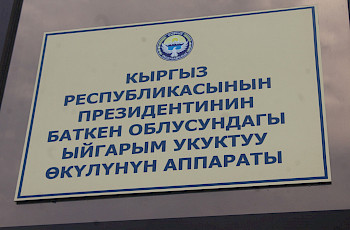 КЫРГЫЗ
РЕСПУБЛИКАСЫНЫН
ПРЕЗИДЕНТИНИН
БАТКЕН ОБЛУСУНДАГЫ
ЫЙГАРЫМ УКУКТУУ
ӨКҮЛҮНҮН АППАРАТЫ